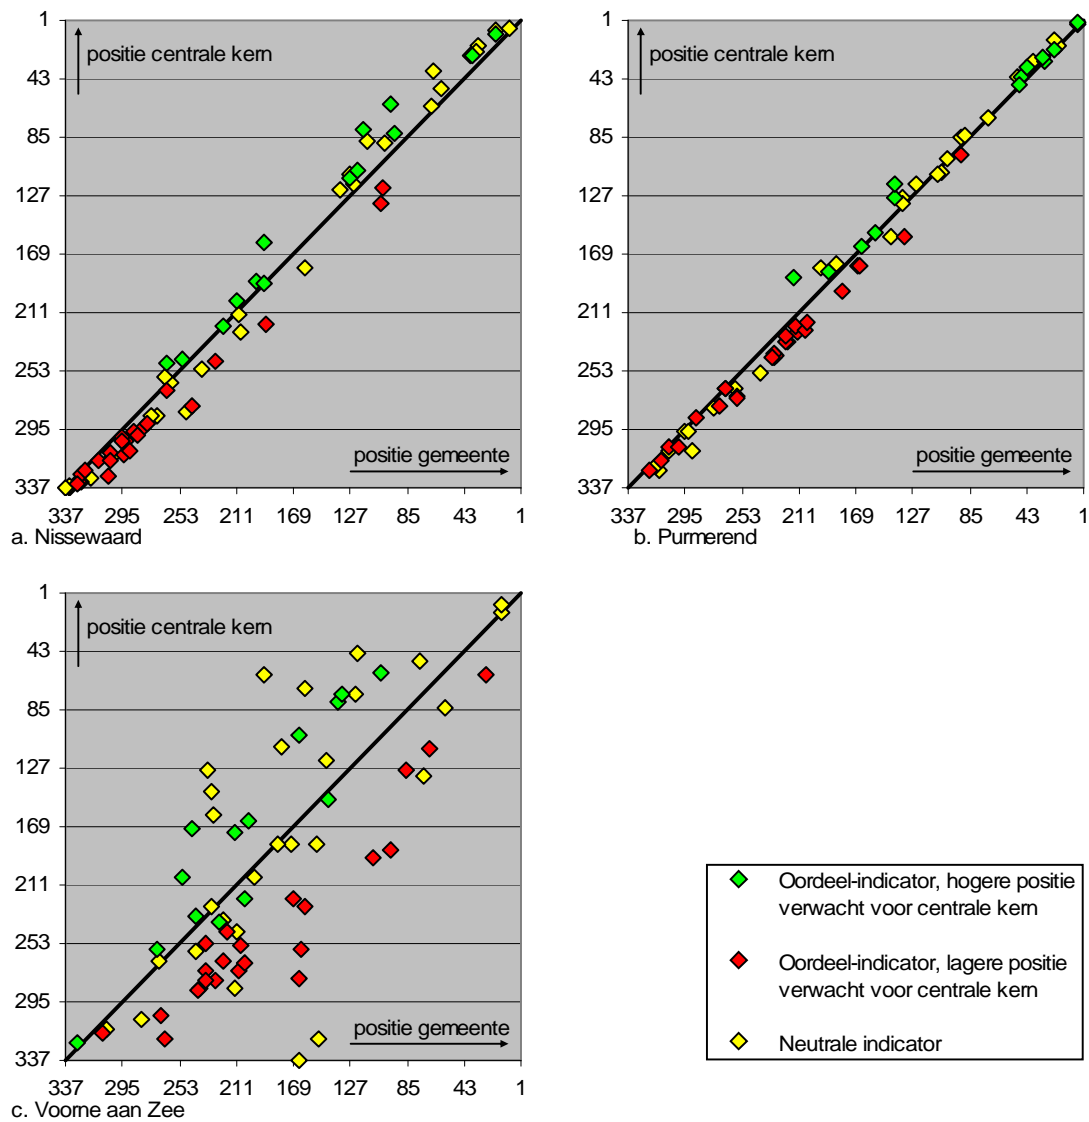 1
43
85
127
169
211
253
295
337
positie centrale kern
positie gemeente
337 295 253 211 169 127 85 43 1
a. Nissewaard
1
43
85
127
169
211
253
295
337
positie centrale kern
positie gemeente
337 295 253 211 169 127 85 43 1
b. Purmerend
1
43
85
127
169
211
253
295
337
positie centrale kern
positie gemeente
337 295 253 211 169 127 85 43 1
c. Voorne aan Zee
Oordeel-indicator, hogere positie
verwacht voor centrale kern
Oordeel-indicator, lagere positie
verwacht voor centrale kern
Neutrale indicator